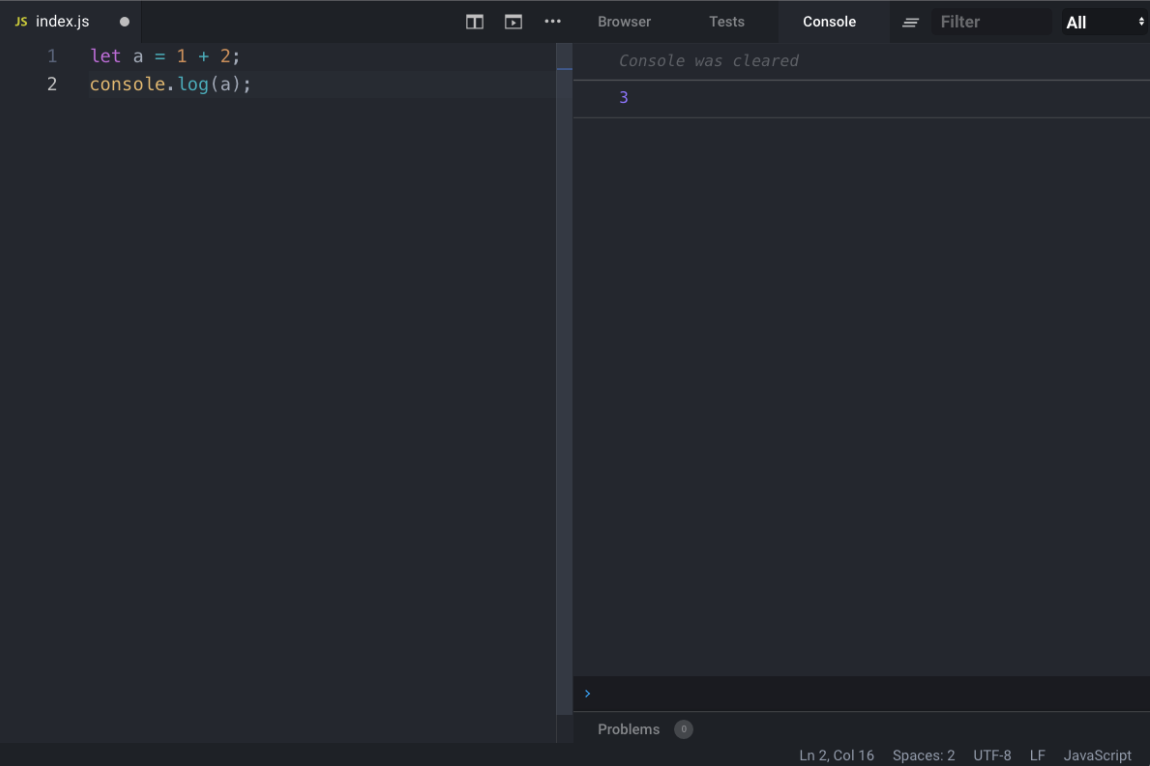 JS index.js
Browser Tests Console Filter All
1 let a = 1 + 2;
2 console.log(a);
Console was cleared
3
Problems 0
Ln 2, Col 16 Spaces: 2 UTF-8 LF JavaScript